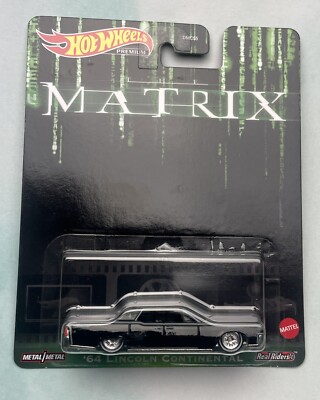 HOT WHEELS
PREMIUM
MATRIX
'64 LINCOLN CONTINENTAL
METAL/METAL
MATTEL
Real Riders